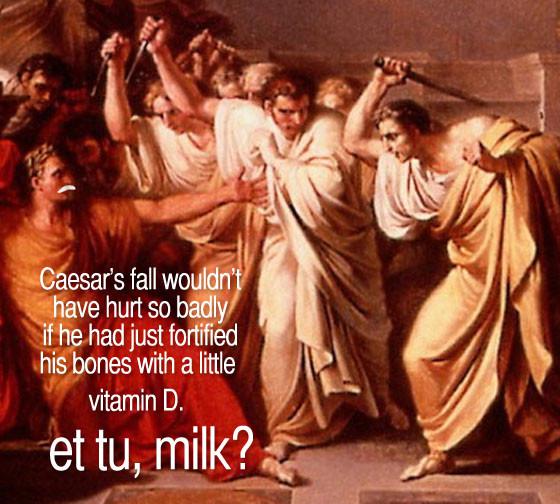 Caesar's fall wouldn't
have hurt so badly
if he had just fortified
his bones with a little
vitamin D.
et tu, milk?